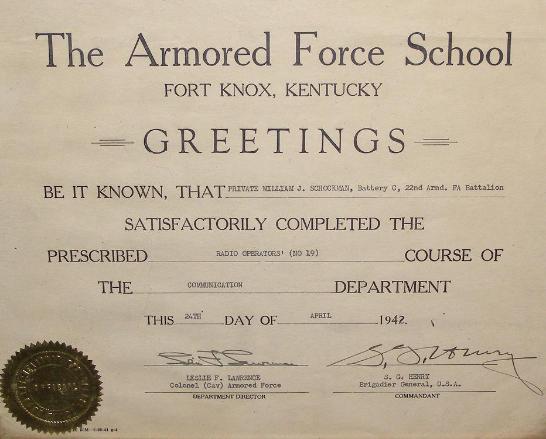 The Armored Force School
FORT KNOX, KENTUCKY
GREETINGS
BE IT KNOWN, THAT PRIVATE WILLIAM J. SCHOCKMAN, Battery C, 22nd Armd. FA Battalion
SATISFACTORILY COMPLETED THE
PRESCRIBED RADIO OPERATORS' (NO 19) COURSE OF
THE COMMUNICATION DEPARTMENT
THIS 24TH DAY OF APRIL 1942.
LESLIE F. LAWRENCE
Colonel (Cav) Armored Force
DEPARTMENT DIRECTOR
S. G. HENRY
Brigadier General, U.S.A.
COMMANDANT